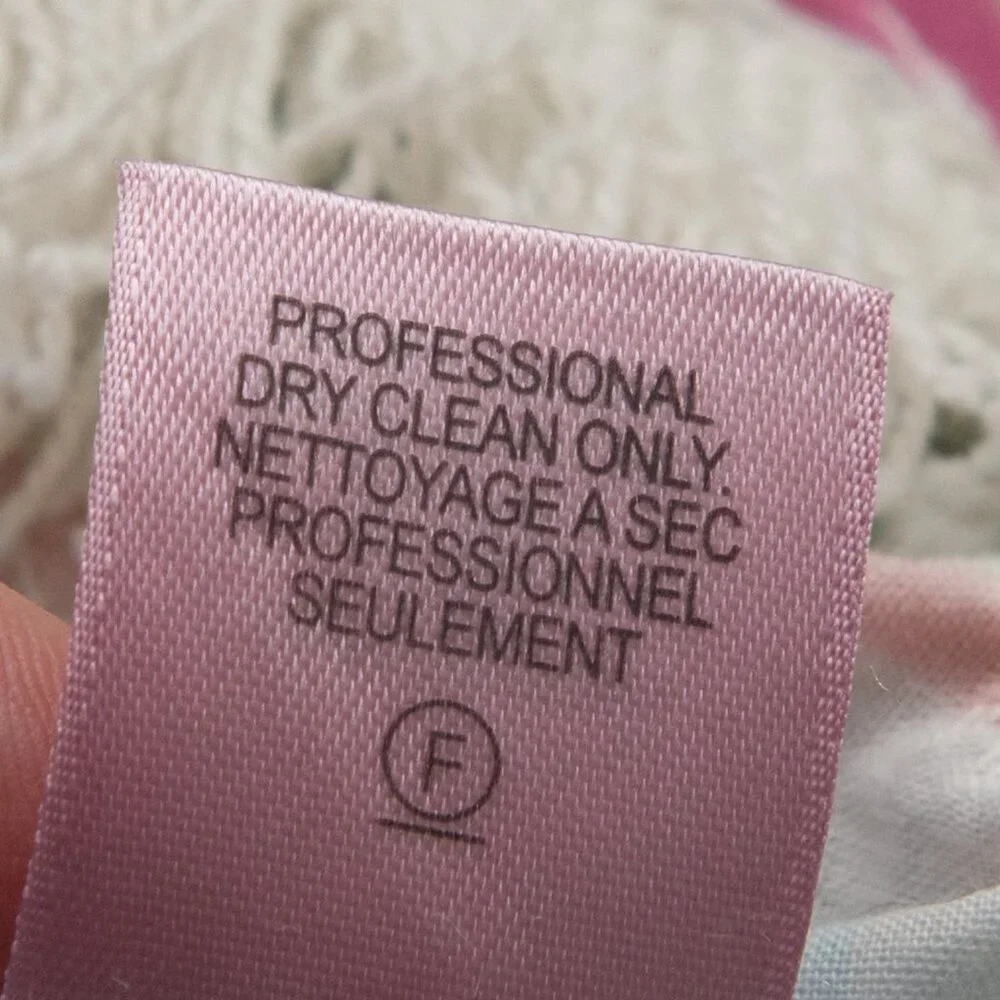 PROFESSIONAL
DRY CLEAN ONLY.
NETTOYAGE A SEC
PROFESSIONNEL
SEULEMENT
F